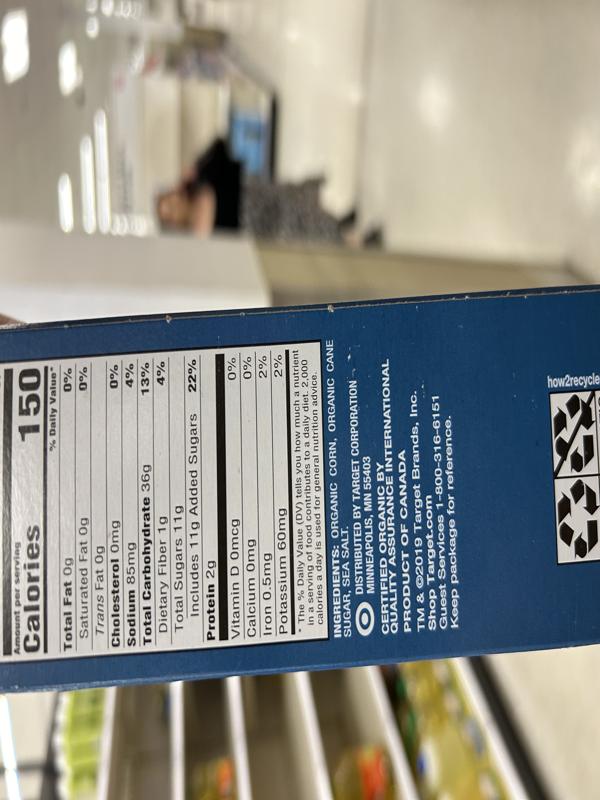 Amount per serving
Calories 150
% Daily Value*
Total Fat 0g 0%
Saturated Fat 0g 0%
Trans Fat 0g
Cholesterol 0mg 0%
Sodium 85mg 4%
Total Carbohydrate 36g 13%
Dietary Fiber 1g 4%
Total Sugars 11g
Includes 11g Added Sugars 22%
Protein 2g
Vitamin D 0mcg 0%
Calcium 0mg 0%
Iron 0.5mg 2%
Potassium 60mg 2%
* The % Daily Value (DV) tells you how much a nutrient
in a serving of food contributes to a daily diet. 2,000
calories a day is used for general nutrition advice.
INGREDIENTS: ORGANIC CORN, ORGANIC CANE
SUGAR, SEA SALT.
DISTRIBUTED BY TARGET CORPORATION
MINNEAPOLIS, MN 55403
CERTIFIED ORGANIC BY
QUALITY ASSURANCE INTERNATIONAL
PRODUCT OF CANADA
TM & ©2019 Target Brands, Inc.
Shop Target.com
Guest Services 1-800-316-6151
Keep package for reference.
how2recycle